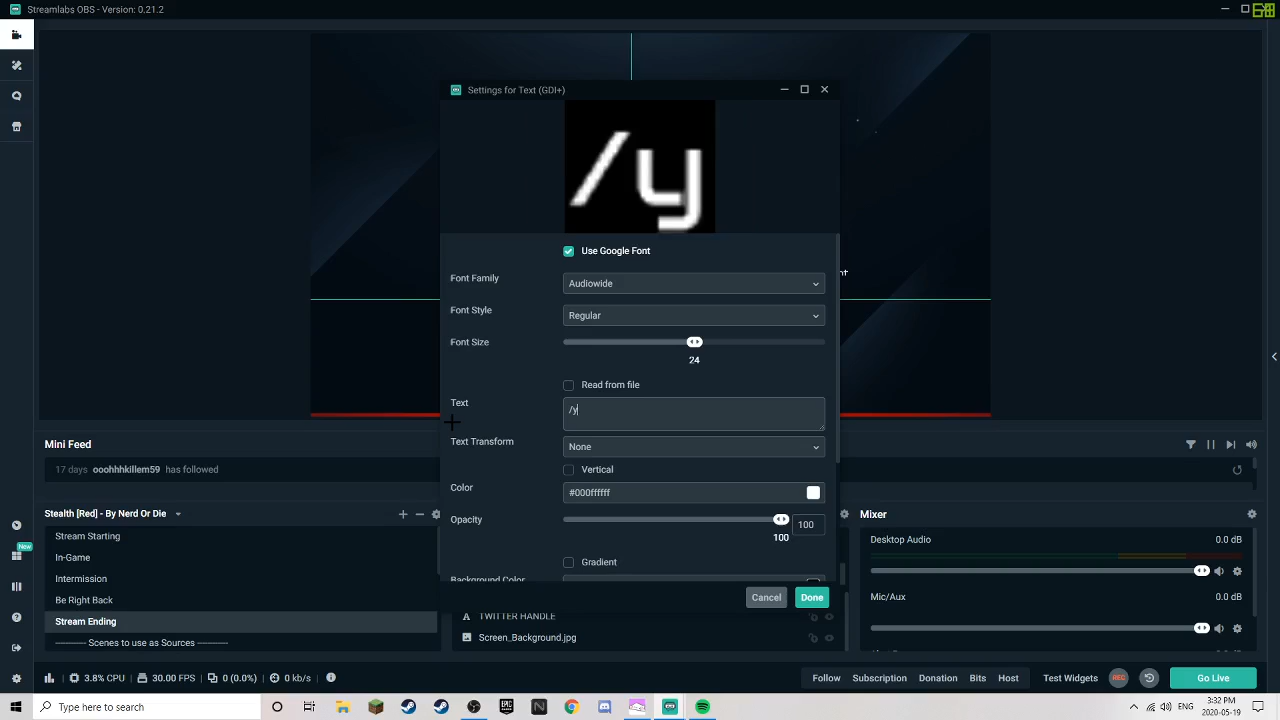 Streamlabs OBS - Version: 0.21.2
Settings for Text (GDI+)
/y
Use Google Font
Font Family
Audiowide
Font Style
Regular
Font Size
24
Read from file
Text
/y
Text Transform
None
Vertical
Color
#000ffffff
Opacity
100
100
Gradient
Background Color
Cancel
Done
Mini Feed
17 days ooohhhkillem59 has followed
Stealth [Red] - By Nerd Or Die
Stream Starting
In-Game
Intermission
Be Right Back
Stream Ending
---------- Scenes to use as Sources ----------
New
TWITTER HANDLE
Screen_Background.jpg
Mixer
Desktop Audio
0.0 dB
Mic/Aux
0.0 dB
3.8% CPU
30.00 FPS
0 (0.0%)
0 kb/s
Follow
Subscription
Donation
Bits
Host
Test Widgets
REC
Go Live
Type here to search
EPIC
N
3:32 PM
2020-05-19